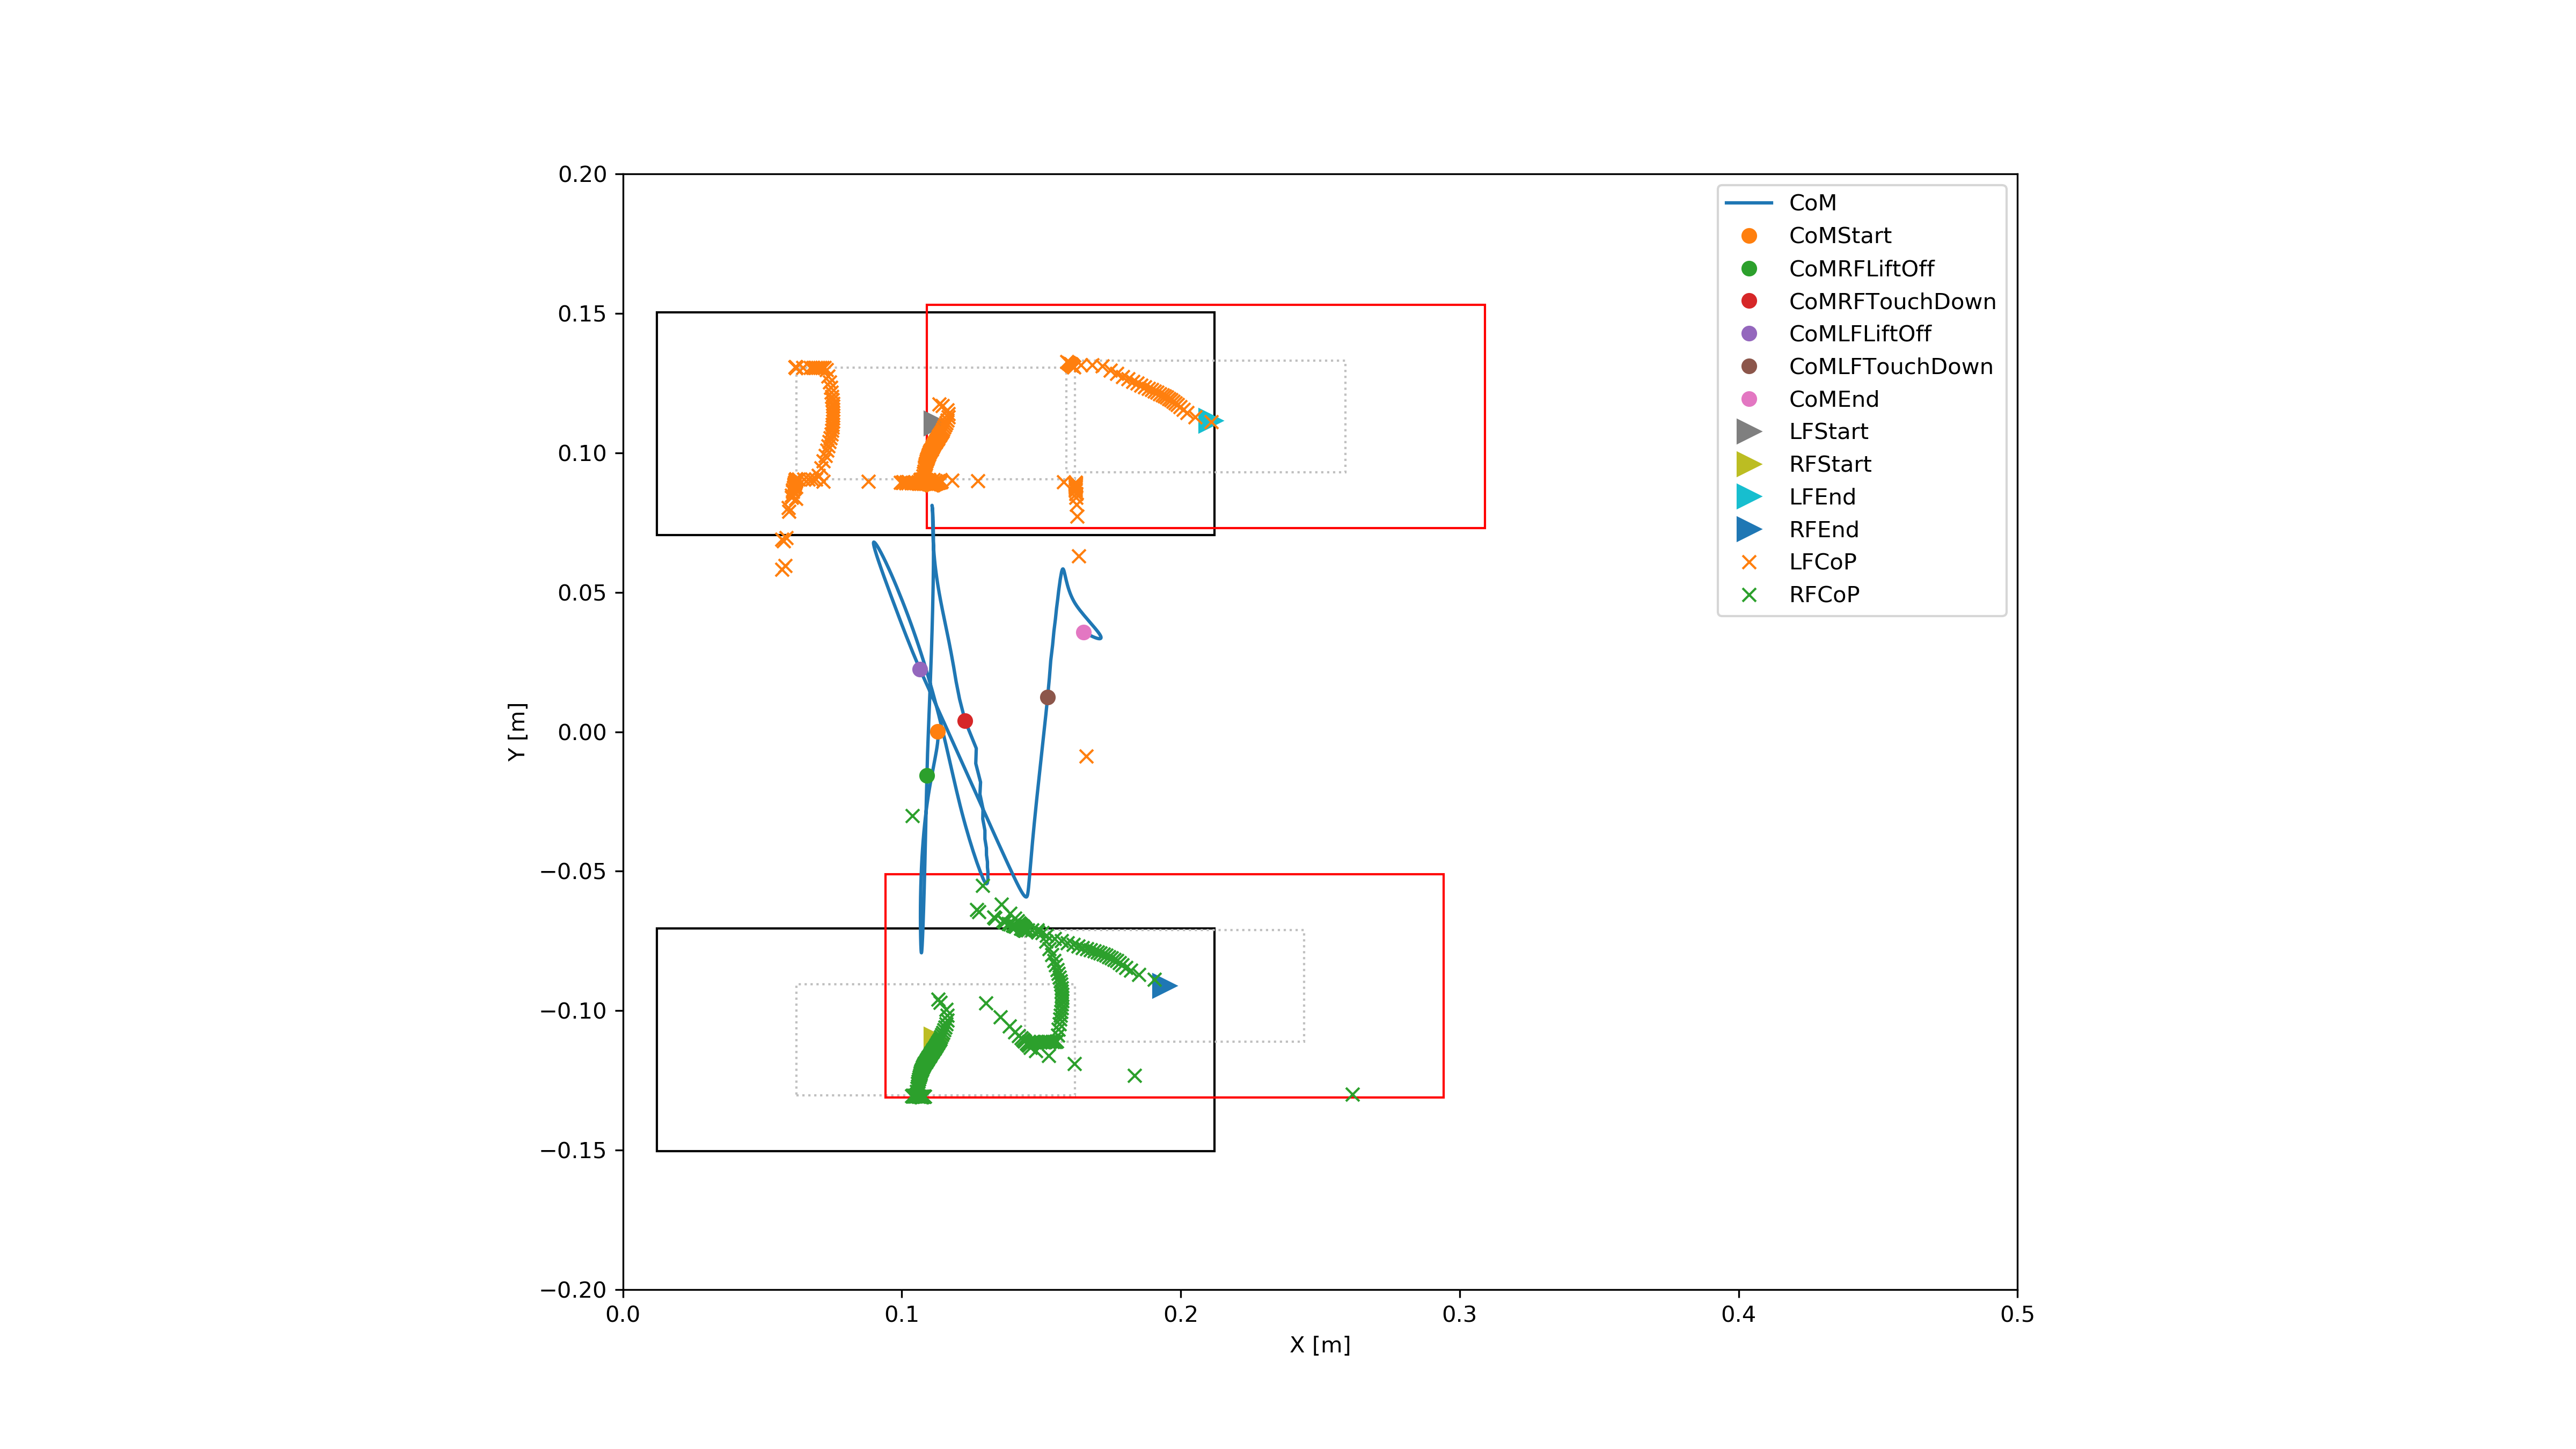 0.20
0.15
0.10
0.05
0.00
−0.05
−0.10
−0.15
−0.20
Y [m]
0.0 0.1 0.2 0.3 0.4 0.5
X [m]
CoM
CoMStart
CoMRFLiftOff
CoMRFTouchDown
CoMLFLiftOff
CoMLFTouchDown
CoMEnd
LFStart
RFStart
LFEnd
RFEnd
LFCoP
RFCoP